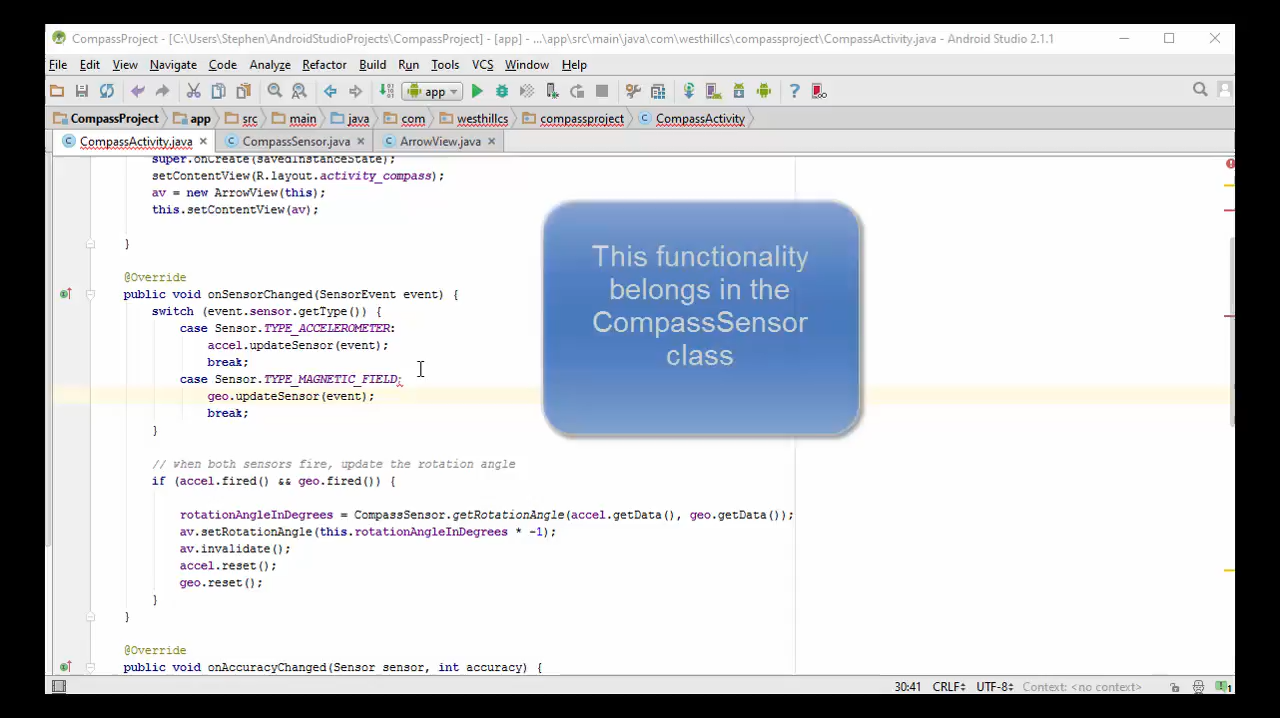 CompassProject - [C:\Users\Stephen\AndroidStudioProjects\CompassProject] - [app] - ...\app\src\main\java\com\westhillcs\compassproject\CompassActivity.java - Android Studio 2.1.1
File Edit View Navigate Code Analyze Refactor Build Run Tools VCS Window Help
app
CompassProject app src main java com westhillcs compassproject CompassActivity
CompassActivity.java CompassSensor.java ArrowView.java
super.onCreate(savedInstanceState);
setContentView(R.layout.activity_compass);
av = new ArrowView(this);
this.setContentView(av);
}
@Override
public void onSensorChanged(SensorEvent event) {
switch (event.sensor.getType()) {
case Sensor.TYPE_ACCELEROMETER:
accel.updateSensor(event);
break;
case Sensor.TYPE_MAGNETIC_FIELD;
geo.updateSensor(event);
break;
}
// when both sensors fire, update the rotation angle
if (accel.fired() && geo.fired()) {
rotationAngleInDegrees = CompassSensor.getRotationAngle(accel.getData(), geo.getData());
av.setRotationAngle(this.rotationAngleInDegrees * -1);
av.invalidate();
accel.reset();
geo.reset();
}
}
@Override
public void onAccuracyChanged(Sensor sensor, int accuracy) {
This functionality
belongs in the
CompassSensor
class
30:41 CRLF UTF-8 Context: <no context> 1